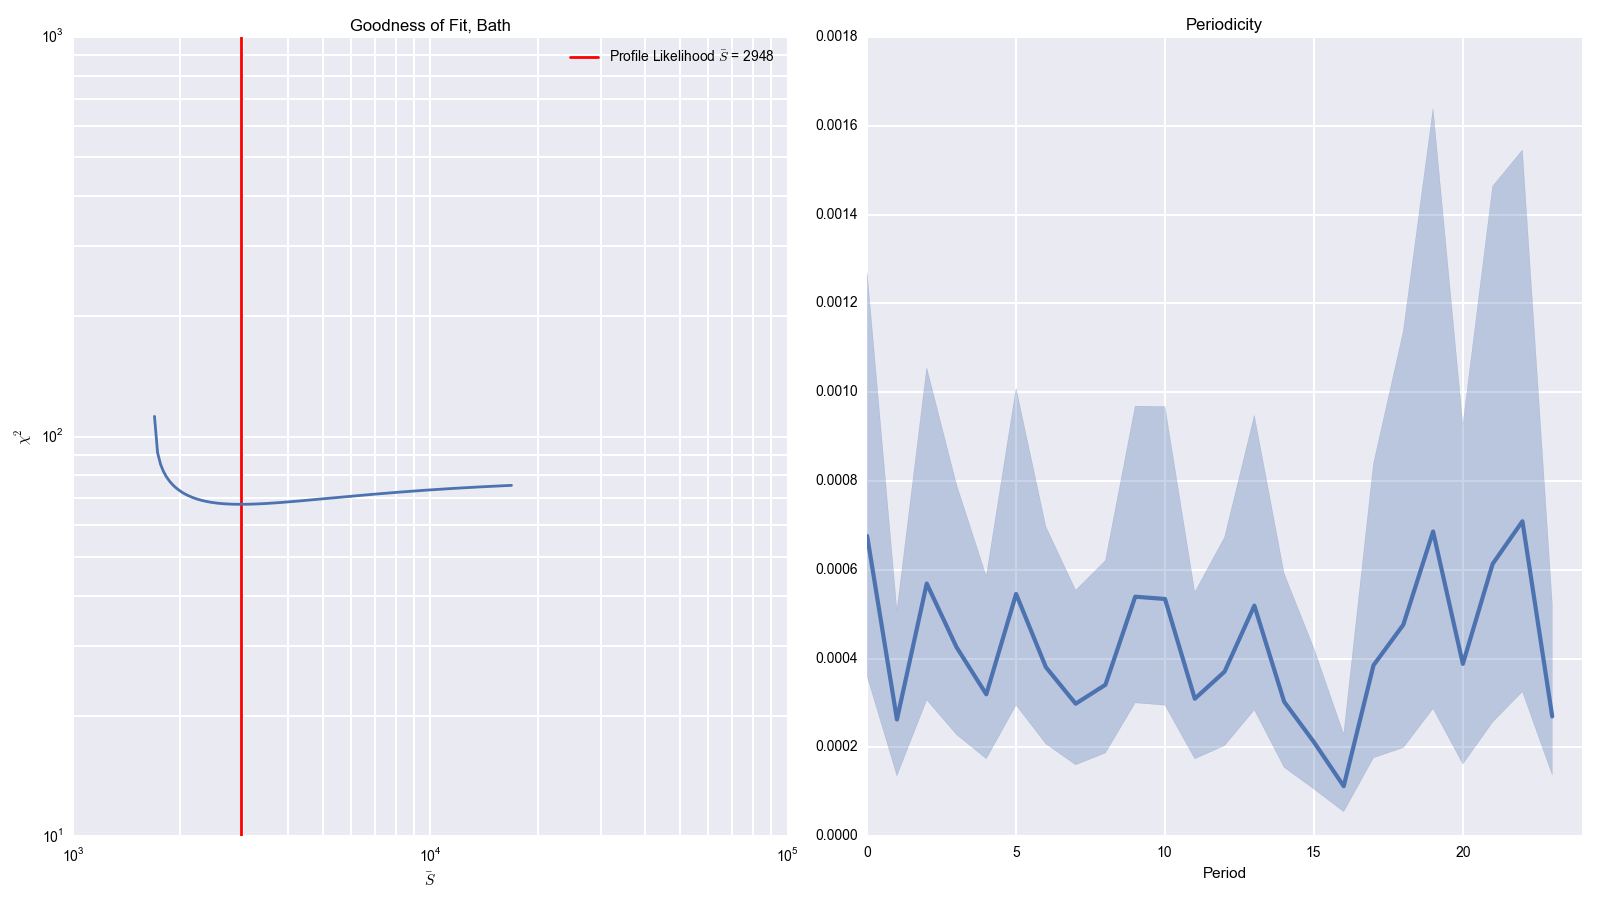 Goodness of Fit, Bath
10³
Profile Likelihood S̄ = 2948
χ²
10²
10¹
10³ 10⁴ 10⁵
S̄
Periodicity
0.0018
0.0016
0.0014
0.0012
0.0010
0.0008
0.0006
0.0004
0.0002
0.0000
0 5 10 15 20
Period